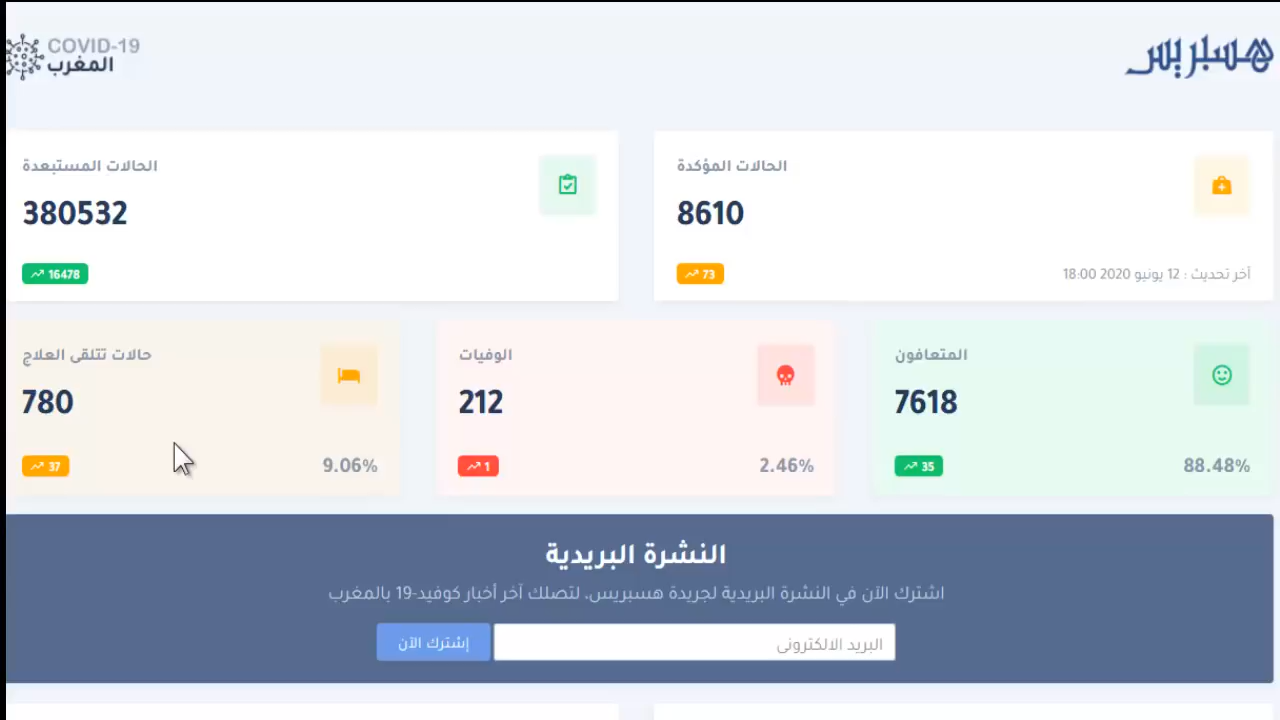 هسبريس
COVID-19
المغرب
الحالات المؤكدة
8610
73
آخر تحديث : 12 يونيو 2020 18:00
الحالات المستبعدة
380532
16478
المتعافون
7618
35
88.48%
الوفيات
212
1
2.46%
حالات تتلقى العلاج
780
37
9.06%
النشرة البريدية
اشترك الآن في النشرة البريدية لجريدة هسبريس، لتصلك آخر أخبار كوفيد-19 بالمغرب
البريد الالكتروني
إشترك الآن